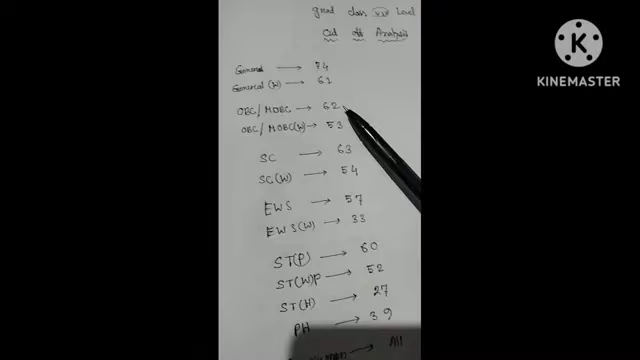 grad class VIII Level
Cut off Analysis
KINEMASTER
General → 74
General (W) → 61
OBC/MOBC → 62
OBC/MOBC(W) → 53
SC → 63
SC(W) → 54
EWS → 57
EWS(W) → 33
ST(P) → 60
ST(W)P → 52
ST(H) → 27
PH → 39
→ All